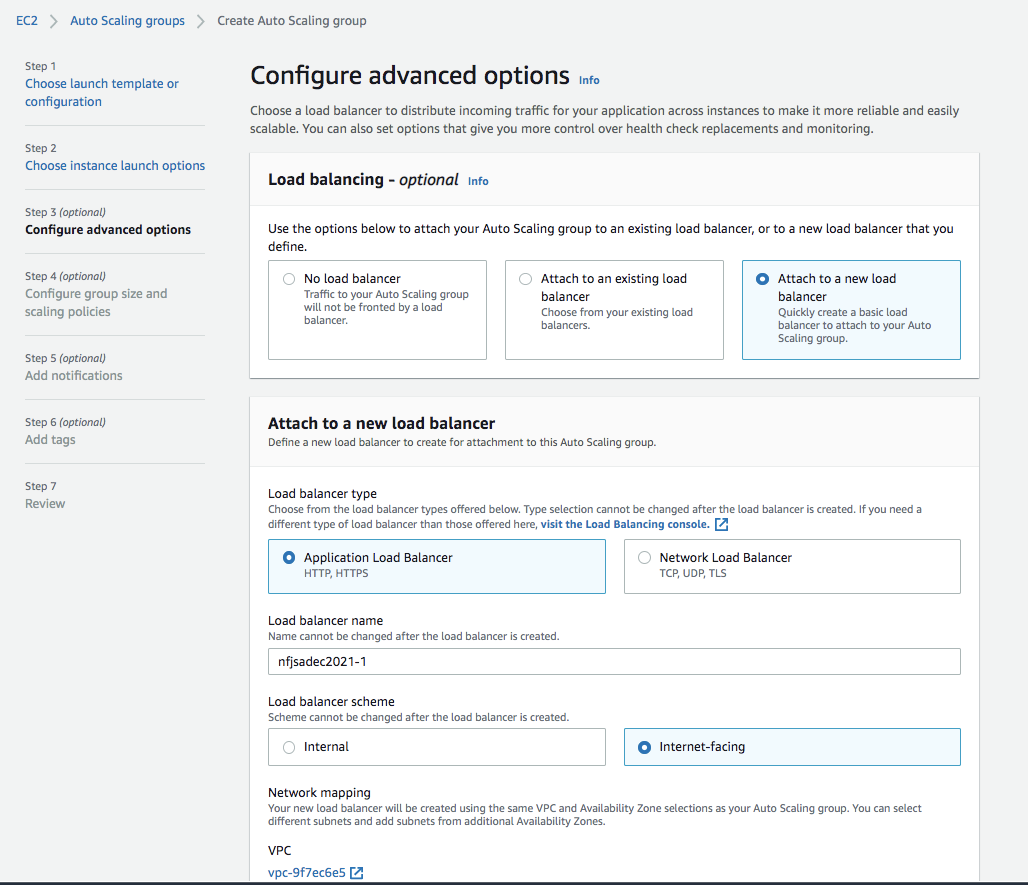 EC2 > Auto Scaling groups > Create Auto Scaling group
Step 1
Choose launch template or
configuration
Step 2
Choose instance launch options
Step 3 (optional)
Configure advanced options
Step 4 (optional)
Configure group size and
scaling policies
Step 5 (optional)
Add notifications
Step 6 (optional)
Add tags
Step 7
Review
Configure advanced options Info
Choose a load balancer to distribute incoming traffic for your application across instances to make it more reliable and easily
scalable. You can also set options that give you more control over health check replacements and monitoring.
Load balancing - optional Info
Use the options below to attach your Auto Scaling group to an existing load balancer, or to a new load balancer that you
define.
No load balancer
Traffic to your Auto Scaling group
will not be fronted by a load
balancer.
Attach to an existing load
balancer
Choose from your existing load
balancers.
Attach to a new load
balancer
Quickly create a basic load
balancer to attach to your Auto
Scaling group.
Attach to a new load balancer
Define a new load balancer to create for attachment to this Auto Scaling group.
Load balancer type
Choose from the load balancer types offered below. Type selection cannot be changed after the load balancer is created. If you need a
different type of load balancer than those offered here, visit the Load Balancing console.
Application Load Balancer
HTTP, HTTPS
Network Load Balancer
TCP, UDP, TLS
Load balancer name
Name cannot be changed after the load balancer is created.
nfjsadec2021-1
Load balancer scheme
Scheme cannot be changed after the load balancer is created.
Internal
Internet-facing
Network mapping
Your new load balancer will be created using the same VPC and Availability Zone selections as your Auto Scaling group. You can select
different subnets and add subnets from additional Availability Zones.
VPC
vpc-9f7ec6e5